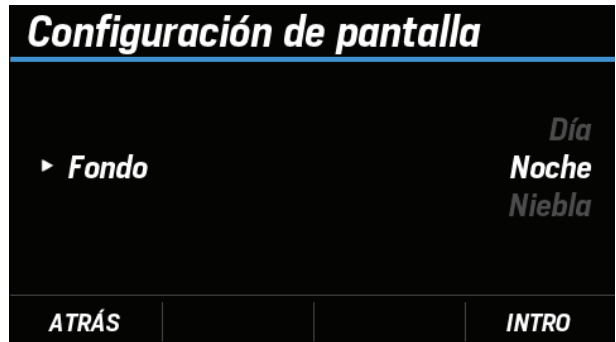 Configuración de pantalla
Día
Fondo Noche
Niebla
ATRÁS INTRO